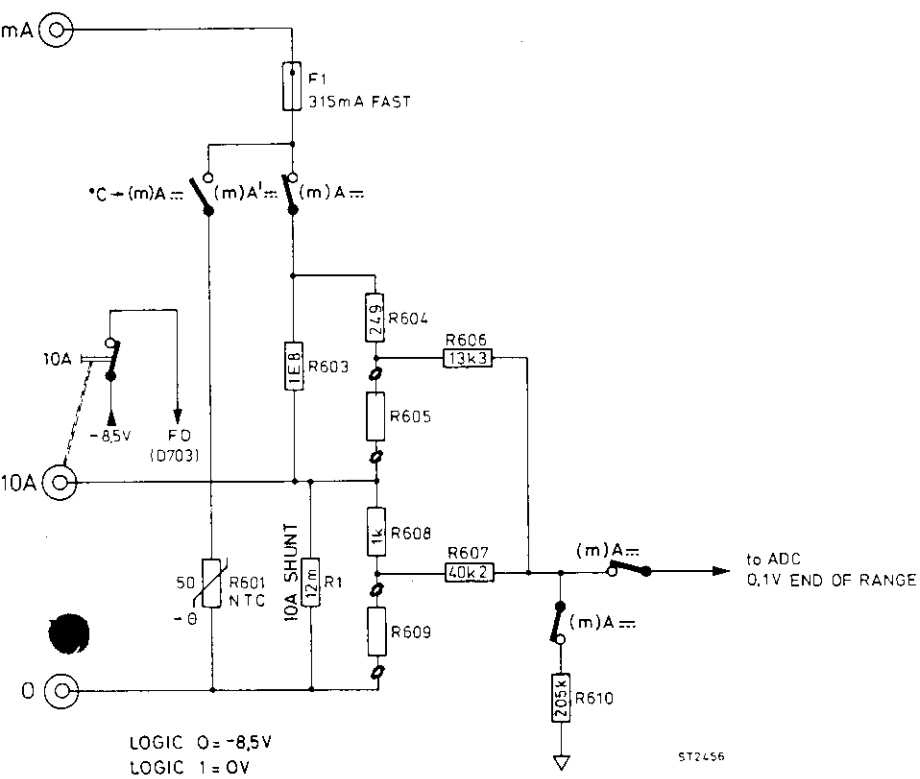 mA
F1
315mA FAST
°C→(m)A⎓
(m)A'⎓
(m)A⎓
249
R604
R606
13k3
1E8
R603
10A
R605
-8,5V
FD
(D703)
10A
1k
R608
10A SHUNT
R607
40k2
(m)A⎓
to ADC
0,1V END OF RANGE
50
-θ
R601
NTC
12m
R1
R609
(m)A⎓
205k
R610
0
LOGIC 0=-8,5V
LOGIC 1=0V
ST2456